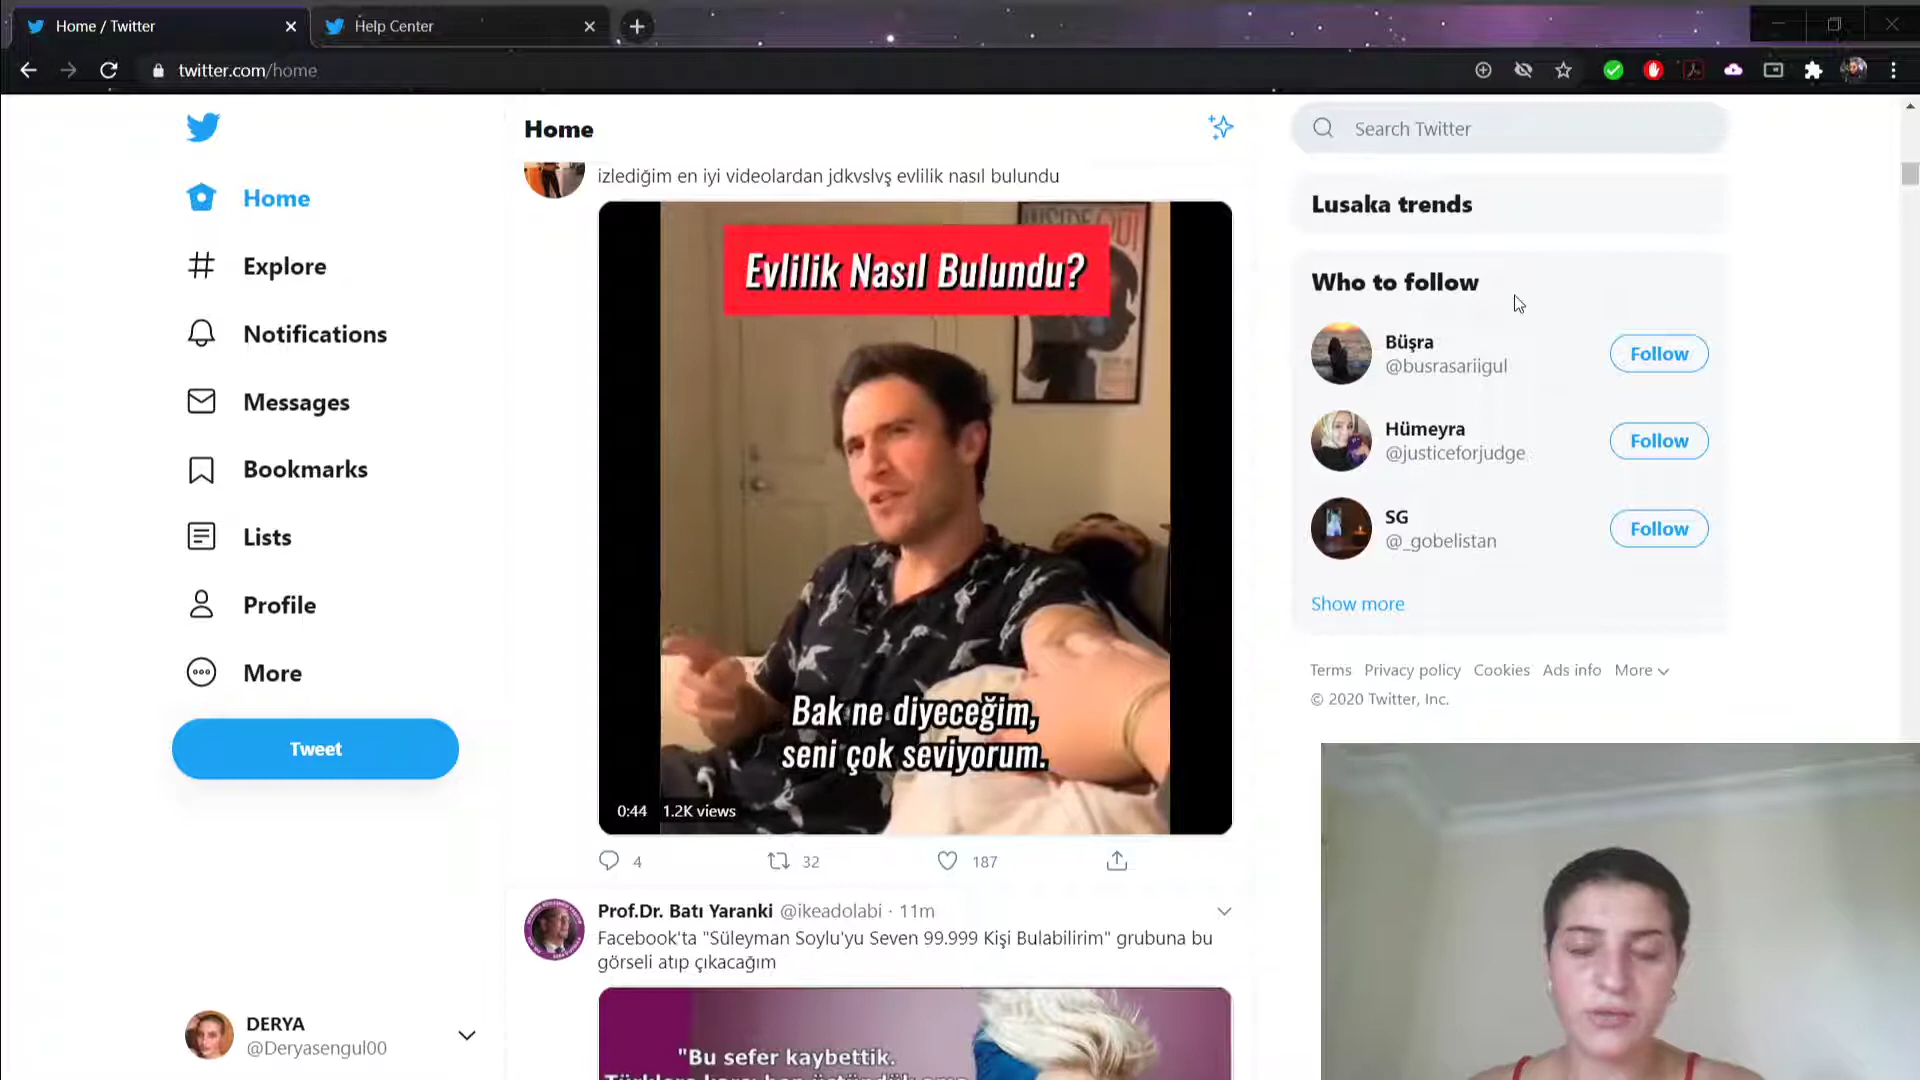 Home / Twitter
Help Center
twitter.com/home
Home
Explore
Notifications
Messages
Bookmarks
Lists
Profile
More
Tweet
DERYA
@Deryasengul00
Home
izlediğim en iyi videolardan jdkvslvş evlilik nasıl bulundu
INSIDE OUT
Evlilik Nasıl Bulundu?
Bak ne diyeceğim,
seni çok seviyorum.
0:44 1.2K views
4 32 187
Prof.Dr. Batı Yaranki @ikeadolabi · 11m
Facebook'ta "Süleyman Soylu'yu Seven 99.999 Kişi Bulabilirim" grubuna bu
görseli atıp çıkacağım
"Bu sefer kaybettik.
Search Twitter
Lusaka trends
Who to follow
Büşra
@busrasariigul
Follow
Hümeyra
@justiceforjudge
Follow
SG
@_gobelistan
Follow
Show more
Terms Privacy policy Cookies Ads info More
© 2020 Twitter, Inc.